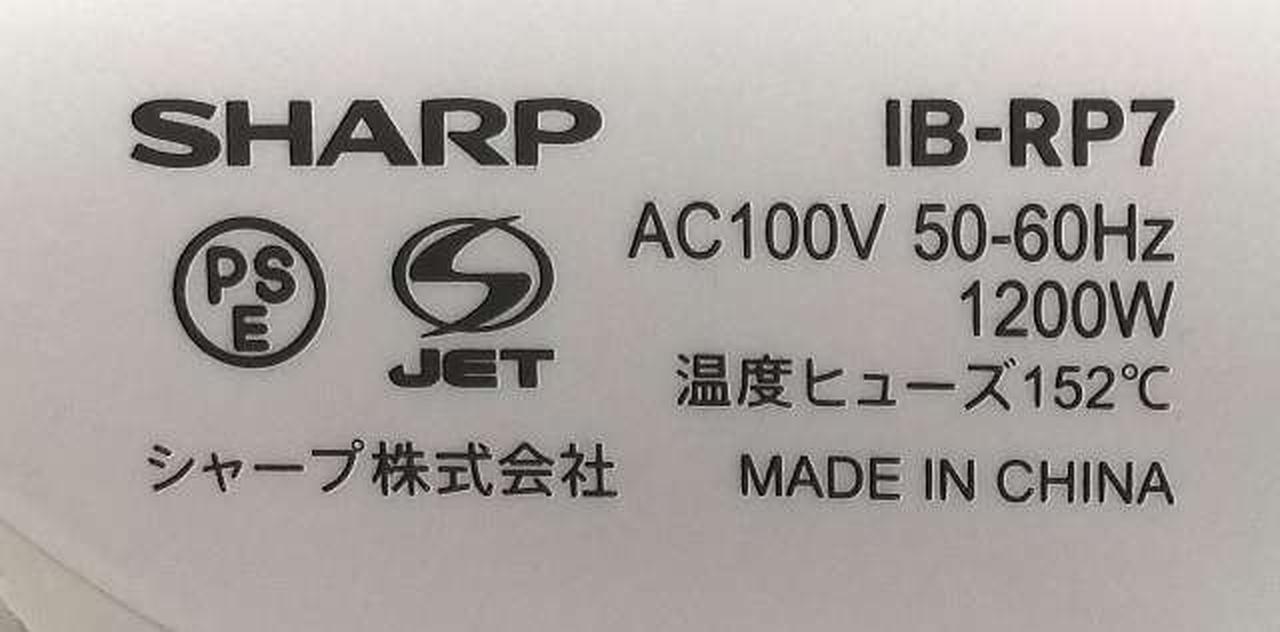 SHARP
IB-RP7
AC100V 50-60Hz
1200W
PS
E
JET
温度ヒューズ152℃
シャープ株式会社
MADE IN CHINA